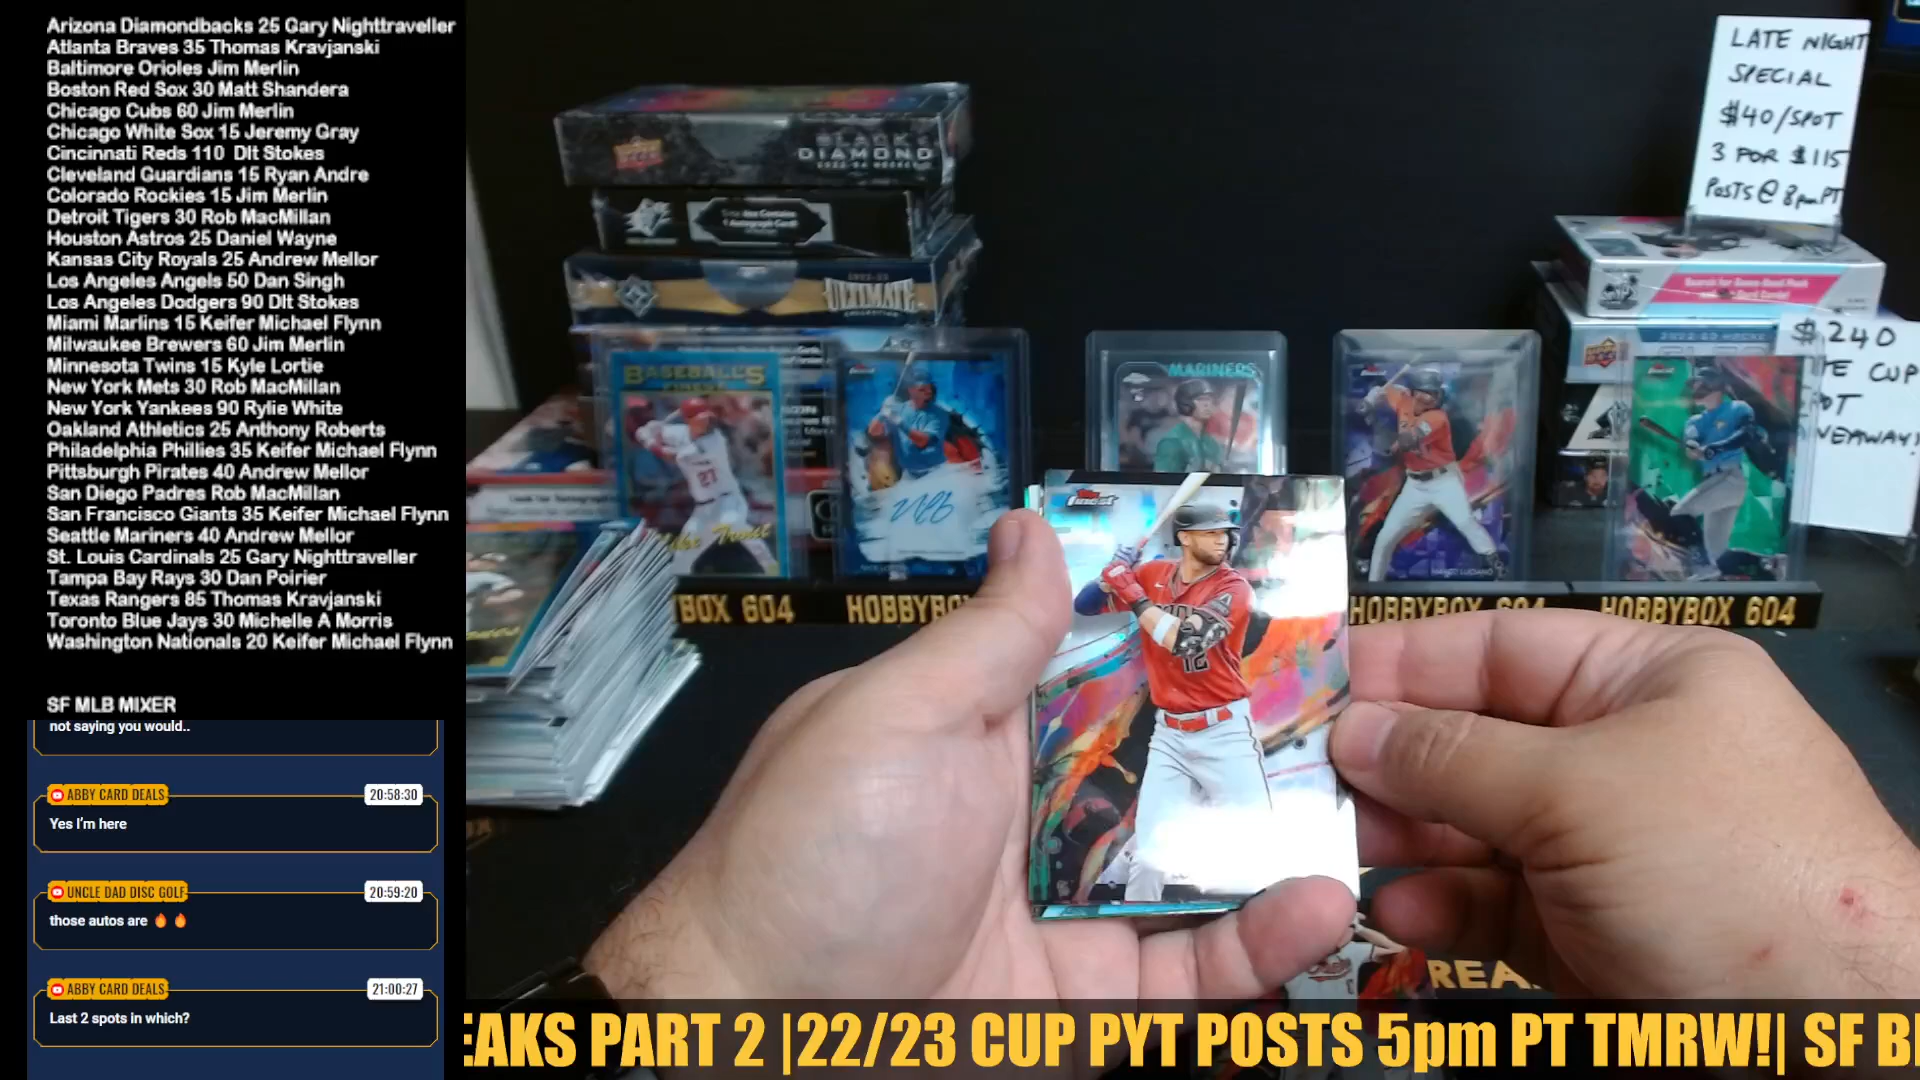 Arizona Diamondbacks 25 Gary Nighttraveller
Atlanta Braves 35 Thomas Kravjanski
Baltimore Orioles Jim Merlin
Boston Red Sox 30 Matt Shandera
Chicago Cubs 60 Jim Merlin
Chicago White Sox 15 Jeremy Gray
Cincinnati Reds 110 Dlt Stokes
Cleveland Guardians 15 Ryan Andre
Colorado Rockies 15 Jim Merlin
Detroit Tigers 30 Rob MacMillan
Houston Astros 25 Daniel Wayne
Kansas City Royals 25 Andrew Mellor
Los Angeles Angels 50 Dan Singh
Los Angeles Dodgers 90 Dlt Stokes
Miami Marlins 15 Keifer Michael Flynn
Milwaukee Brewers 60 Jim Merlin
Minnesota Twins 15 Kyle Lortie
New York Mets 30 Rob MacMillan
New York Yankees 90 Rylie White
Oakland Athletics 25 Anthony Roberts
Philadelphia Phillies 35 Keifer Michael Flynn
Pittsburgh Pirates 40 Andrew Mellor
San Diego Padres Rob MacMillan
San Francisco Giants 35 Keifer Michael Flynn
Seattle Mariners 40 Andrew Mellor
St. Louis Cardinals 25 Gary Nighttraveller
Tampa Bay Rays 30 Dan Poirier
Texas Rangers 85 Thomas Kravjanski
Toronto Blue Jays 30 Michelle A Morris
Washington Nationals 20 Keifer Michael Flynn
SF MLB MIXER
not saying you would..
ABBY CARD DEALS 20:58:30
Yes I'm here
UNCLE DAD DISC GOLF 20:59:20
those autos are 🔥 🔥
ABBY CARD DEALS 21:00:27
Last 2 spots in which?
LATE NIGHT
SPECIAL
$40/SPOT
3 FOR $115
POSTS @ 8pm PT
BLACK
DIAMOND
ULTIMATE
COLLECTION
$240
CUP
BASEBALL'S
MARINERS
Mike Trout
12
27
BOX 604
HOBBYBO
HOBBYBOX 604
HOBBYBOX 604
REA
EAKS PART 2 |22/23 CUP PYT POSTS 5pm PT TMRW!| SF B